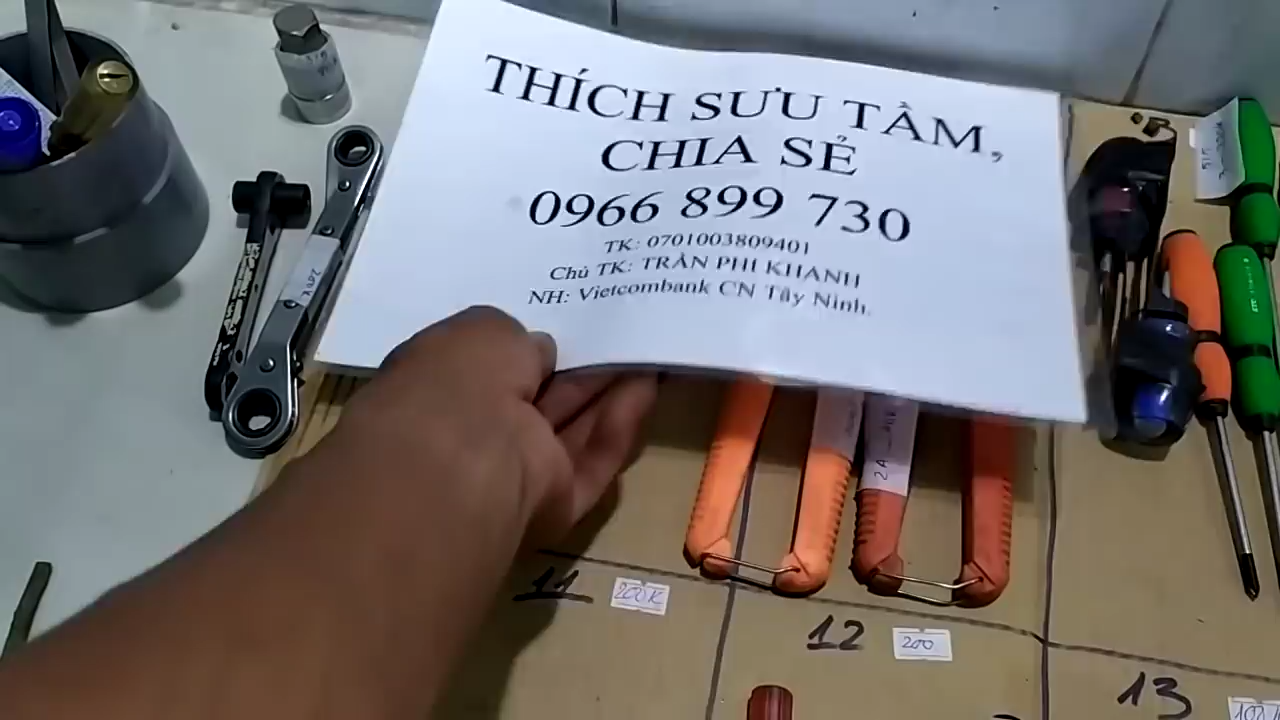 THÍCH SƯU TẦM,
CHIA SẺ
0966 899 730
TK: 0701003809401
Chủ TK: TRẦN PHI KHANH
NH: Vietcombank CN Tây Ninh.
11
200K
12
200
13